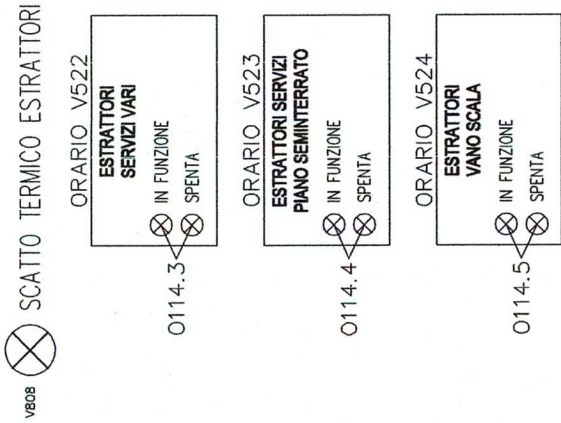 V808
SCATTO TERMICO ESTRATTORI
ORARIO V522
ESTRATTORI
SERVIZI VARI
IN FUNZIONE
SPENTA
O114.3
ORARIO V523
ESTRATTORI SERVIZI
PIANO SEMINTERRATO
IN FUNZIONE
SPENTA
O114.4
ORARIO V524
ESTRATTORI
VANO SCALA
IN FUNZIONE
SPENTA
O114.5